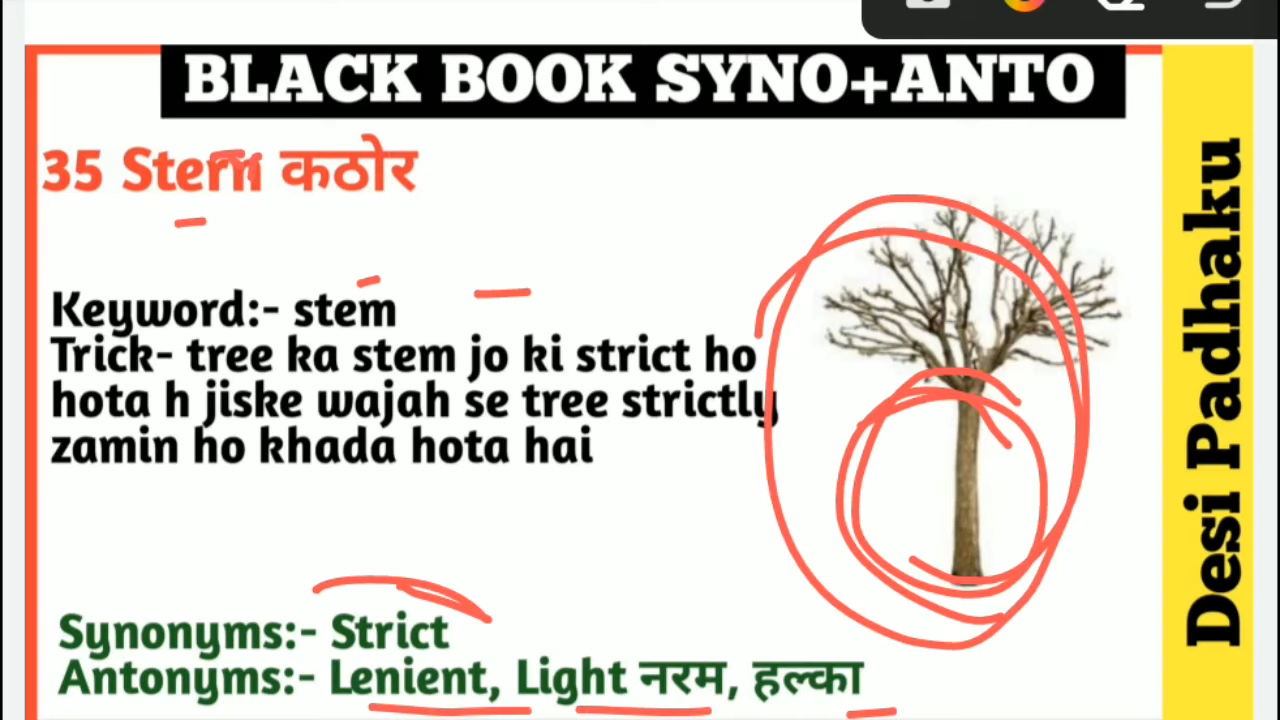 BLACK BOOK SYNO+ANTO
35 Stern कठोर
Keyword:- stem
Trick- tree ka stem jo ki strict ho
hota h jiske wajah se tree strictly
zamin ho khada hota hai
Synonyms:- Strict
Antonyms:- Lenient, Light नरम, हल्का
Desi Padhaku